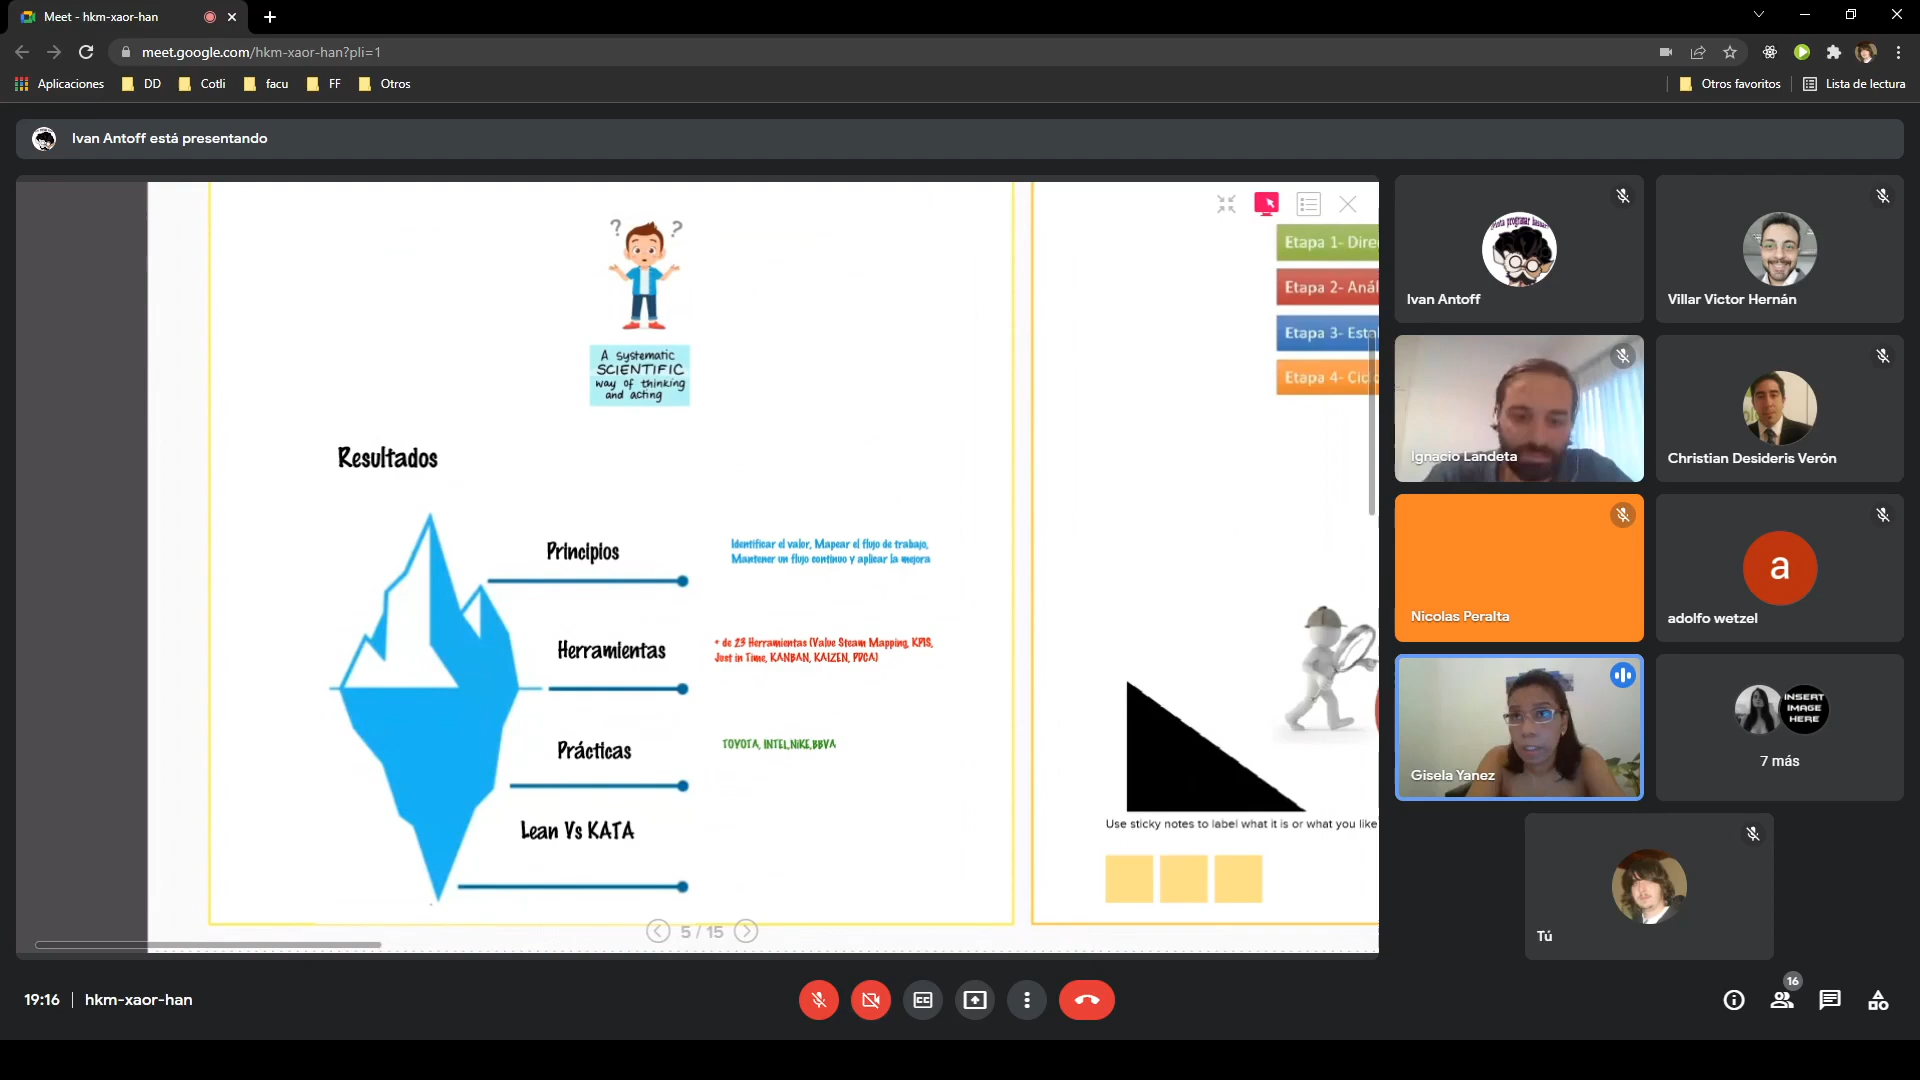 Meet - hkm-xaor-han
meet.google.com/hkm-xaor-han?pli=1
Aplicaciones
DD
Cotli
facu
FF
Otros
Otros favoritos
Lista de lectura
Ivan Antoff está presentando
? ?
A systematic
SCIENTIFIC
way of thinking
and acting
Resultados
Principios
Identificar el valor, Mapear el flujo de trabajo,
Mantener un flujo continuo y aplicar la mejora
Herramientas
+ de 23 Herramientas (Value Steam Mapping, KPIS,
Just in Time, KANBAN, KAIZEN, PDCA)
Prácticas
TOYOTA, INTEL,NIKE,BBVA
Lean Vs KATA
5 / 15
Etapa 1- Dire
Etapa 2- Anál
Etapa 3- Estab
Etapa 4- Ciclo
Use sticky notes to label what it is or what you like
Ivan Antoff
Villar Victor Hernán
Ignacio Landeta
Christian Desideris Verón
Nicolas Peralta
a
adolfo wetzel
Gisela Yanez
INSERT
IMAGE
HERE
7 más
Tú
19:16
hkm-xaor-han
16